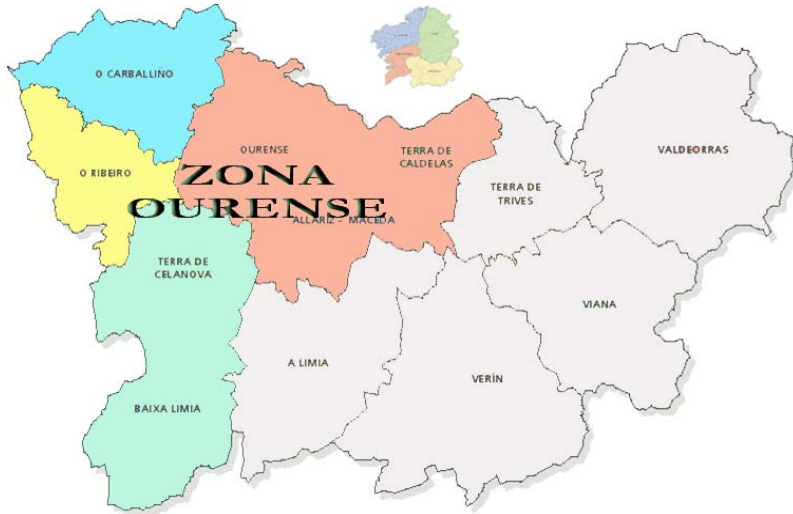 O CARBALLIÑO
OURENSE
TERRA DE
CALDELAS
VALDEORRAS
O RIBEIRO
ZONA
OURENSE
TERRA DE
TRIVES
ALLARIZ - MACEDA
TERRA DE
CELANOVA
VIANA
A LIMIA
VERÍN
BAIXA LIMIA